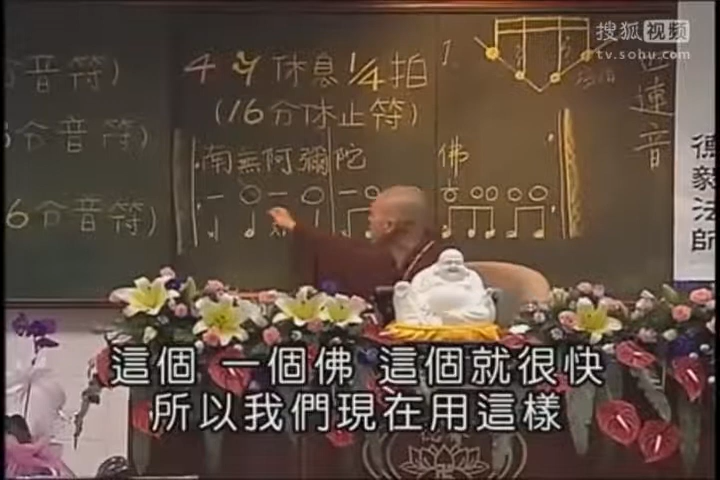 搜狐视频
tv.sohu.com
分音符)
4 休息1/4拍
(16分休止符)
分音符)
連音
南無阿彌陀 佛
6分音符)
德毅法師
這個 一個佛 這個就很快
所以我們現在用這樣